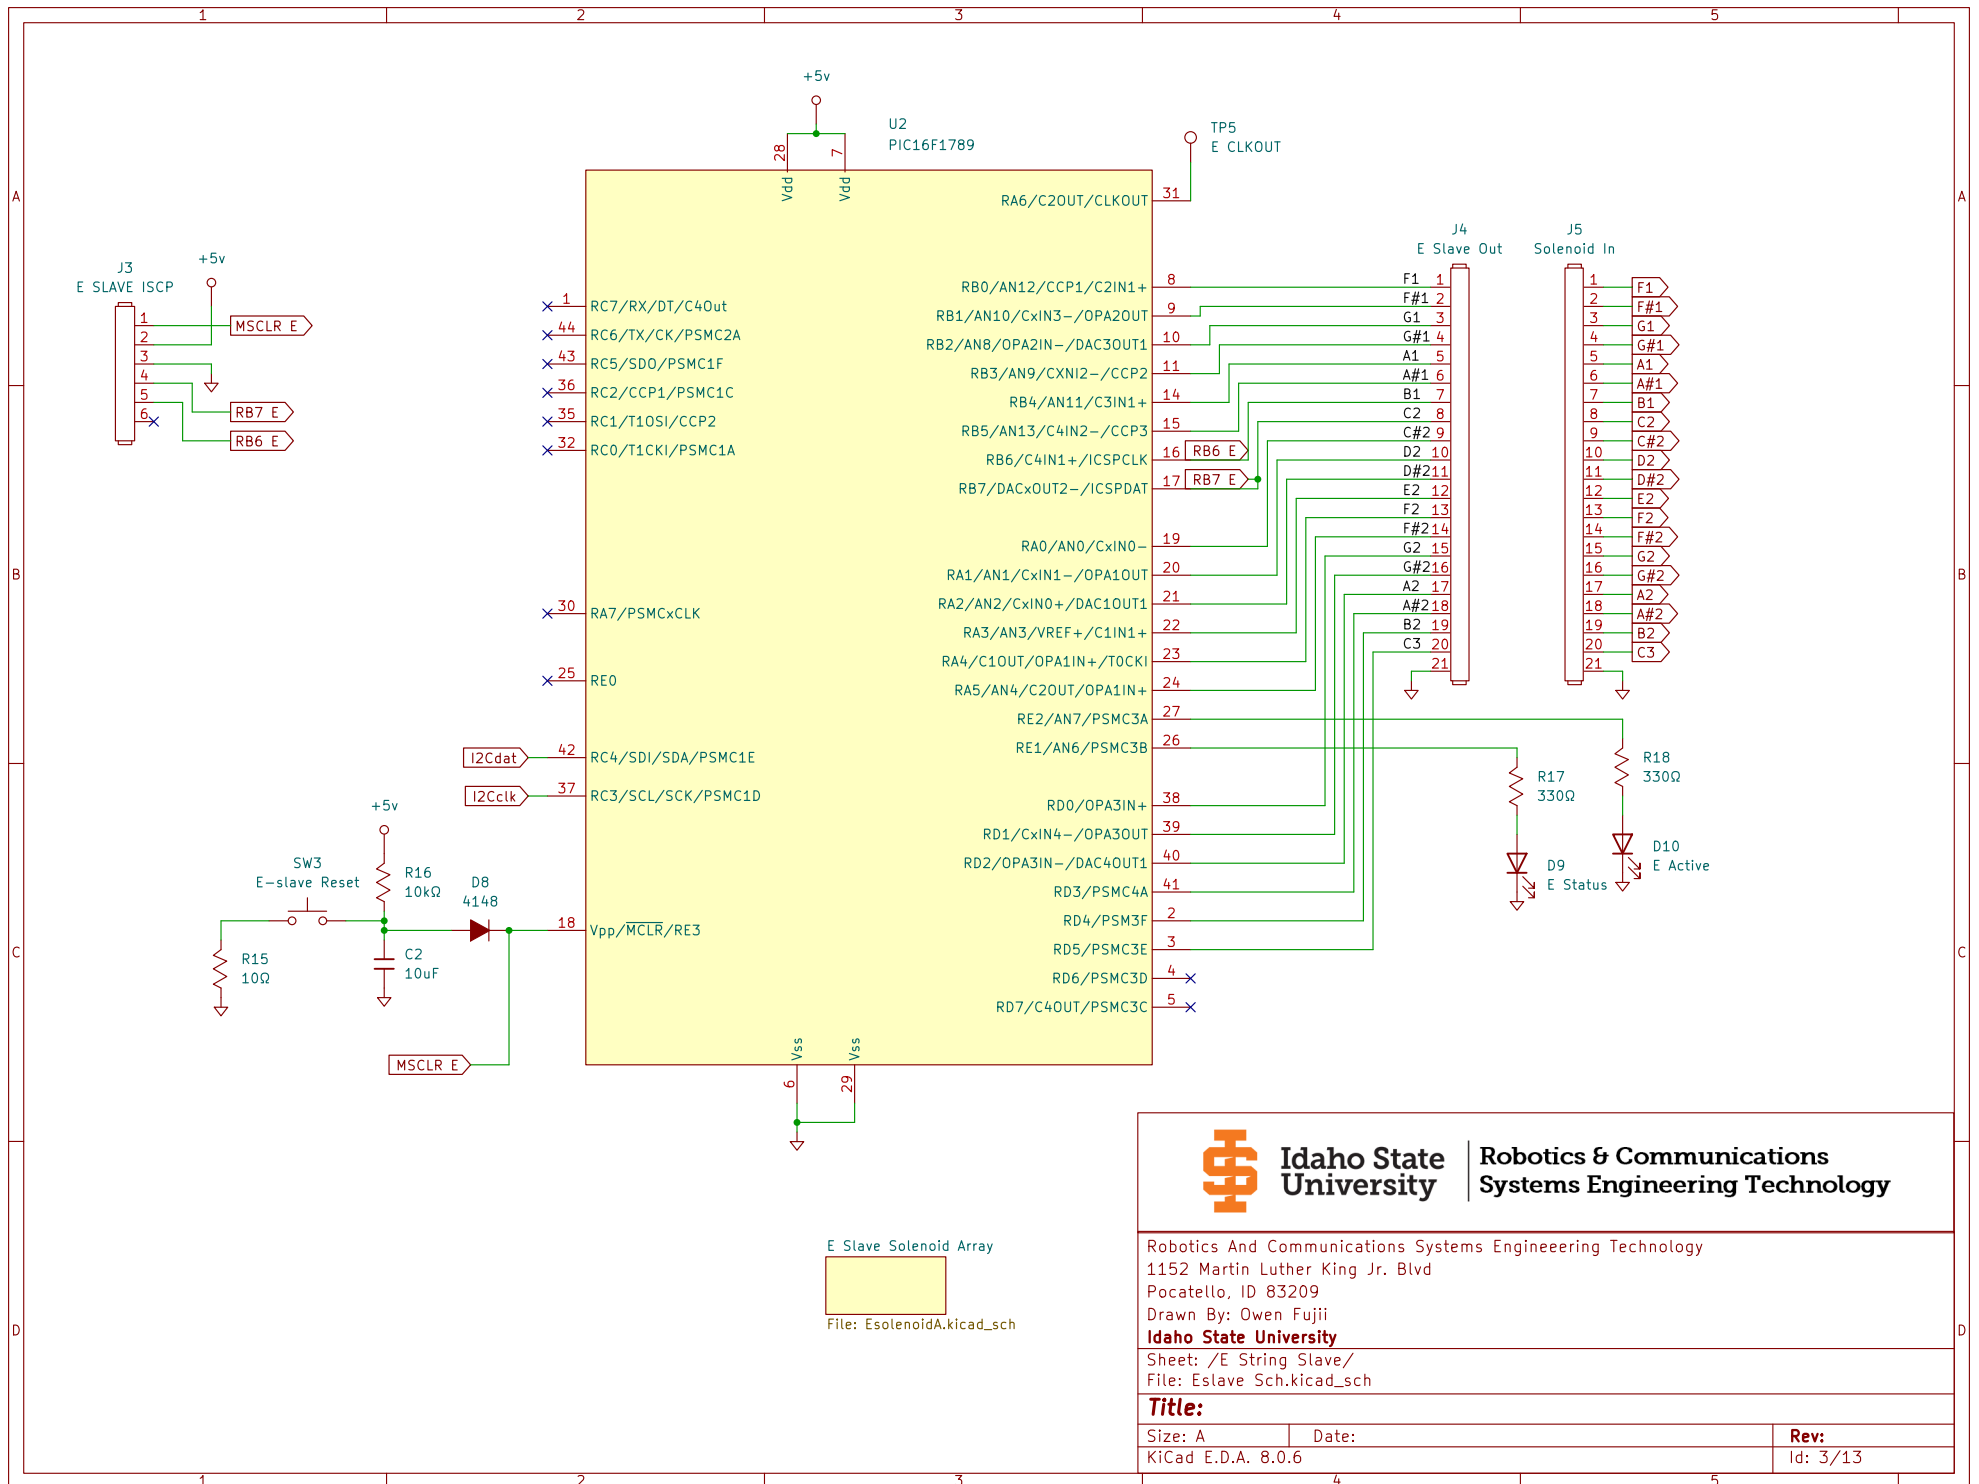 1 2 3 4 5
A
B
C
D
+5v
28
7
Vdd
Vdd
U2
PIC16F1789
TP5
E CLKOUT
RA6/C2OUT/CLKOUT 31
J3
E SLAVE ISCP
+5v
1 MSCLR E
2
3
4 RB7 E
5 RB6 E
6
1 RC7/RX/DT/C4Out
44 RC6/TX/CK/PSMC2A
43 RC5/SDO/PSMC1F
36 RC2/CCP1/PSMC1C
35 RC1/T1OSI/CCP2
32 RC0/T1CKI/PSMC1A
30 RA7/PSMCxCLK
25 RE0
I2Cdat 42 RC4/SDI/SDA/PSMC1E
I2Cclk 37 RC3/SCL/SCK/PSMC1D
18 Vpp/MCLR/RE3
RB0/AN12/CCP1/C2IN1+ 8
RB1/AN10/CxIN3-/OPA2OUT 9
RB2/AN8/OPA2IN-/DAC3OUT1 10
RB3/AN9/CXNI2-/CCP2 11
RB4/AN11/C3IN1+ 14
RB5/AN13/C4IN2-/CCP3 15
RB6/C4IN1+/ICSPCLK 16 RB6 E
RB7/DACxOUT2-/ICSPDAT 17 RB7 E
RA0/AN0/CxIN0- 19
RA1/AN1/CxIN1-/OPA1OUT 20
RA2/AN2/CxIN0+/DAC1OUT1 21
RA3/AN3/VREF+/C1IN1+ 22
RA4/C1OUT/OPA1IN+/T0CKI 23
RA5/AN4/C2OUT/OPA1IN+ 24
RE2/AN7/PSMC3A 27
RE1/AN6/PSMC3B 26
RD0/OPA3IN+ 38
RD1/CxIN4-/OPA3OUT 39
RD2/OPA3IN-/DAC4OUT1 40
RD3/PSMC4A 41
RD4/PSM3F 2
RD5/PSMC3E 3
RD6/PSMC3D 4
RD7/C4OUT/PSMC3C 5
Vss
Vss
6
29
J4
E Slave Out
F1 1
F#1 2
G1 3
G#1 4
A1 5
A#1 6
B1 7
C2 8
C#2 9
D2 10
D#2 11
E2 12
F2 13
F#2 14
G2 15
G#2 16
A2 17
A#2 18
B2 19
C3 20
21
J5
Solenoid In
1 F1
2 F#1
3 G1
4 G#1
5 A1
6 A#1
7 B1
8 C2
9 C#2
10 D2
11 D#2
12 E2
13 F2
14 F#2
15 G2
16 G#2
17 A2
18 A#2
19 B2
20 C3
21
R17
330Ω
R18
330Ω
D9
E Status
D10
E Active
+5v
SW3
E-slave Reset
R16
10kΩ
D8
4148
R15
10Ω
C2
10uF
MSCLR E
E Slave Solenoid Array
File: EsolenoidA.kicad_sch
Idaho State
University
Robotics & Communications
Systems Engineering Technology
Robotics And Communications Systems Engineeering Technology
1152 Martin Luther King Jr. Blvd
Pocatello, ID 83209
Drawn By: Owen Fujii
Idaho State University
Sheet: /E String Slave/
File: Eslave Sch.kicad_sch
Title:
Size: A Date: Rev:
KiCad E.D.A. 8.0.6 Id: 3/13
A
B
C
D
1 2 3 4 5